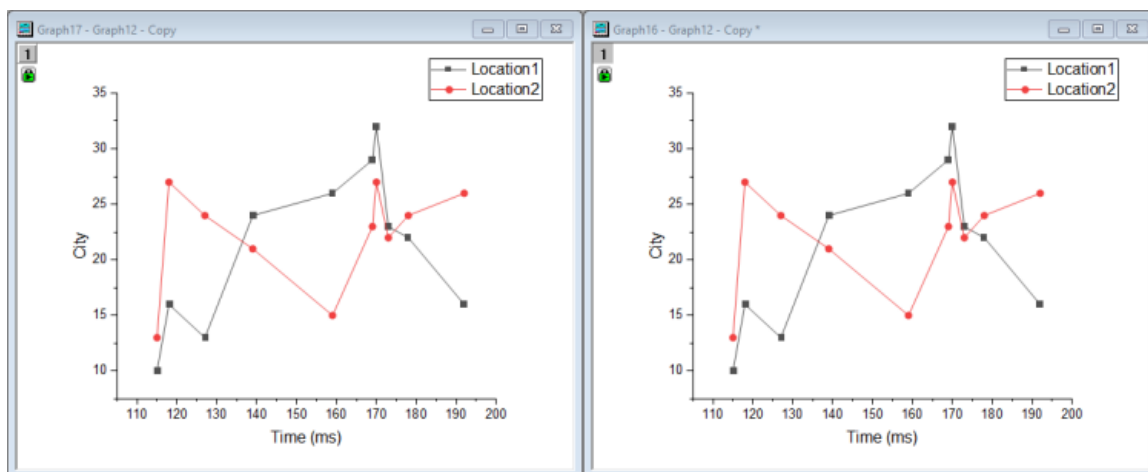 Graph17 - Graph12 - Copy
1
Location1
Location2
35
30
25
20
15
10
City
110 120 130 140 150 160 170 180 190 200
Time (ms)
Graph16 - Graph12 - Copy *
1
Location1
Location2
35
30
25
20
15
10
City
110 120 130 140 150 160 170 180 190 200
Time (ms)